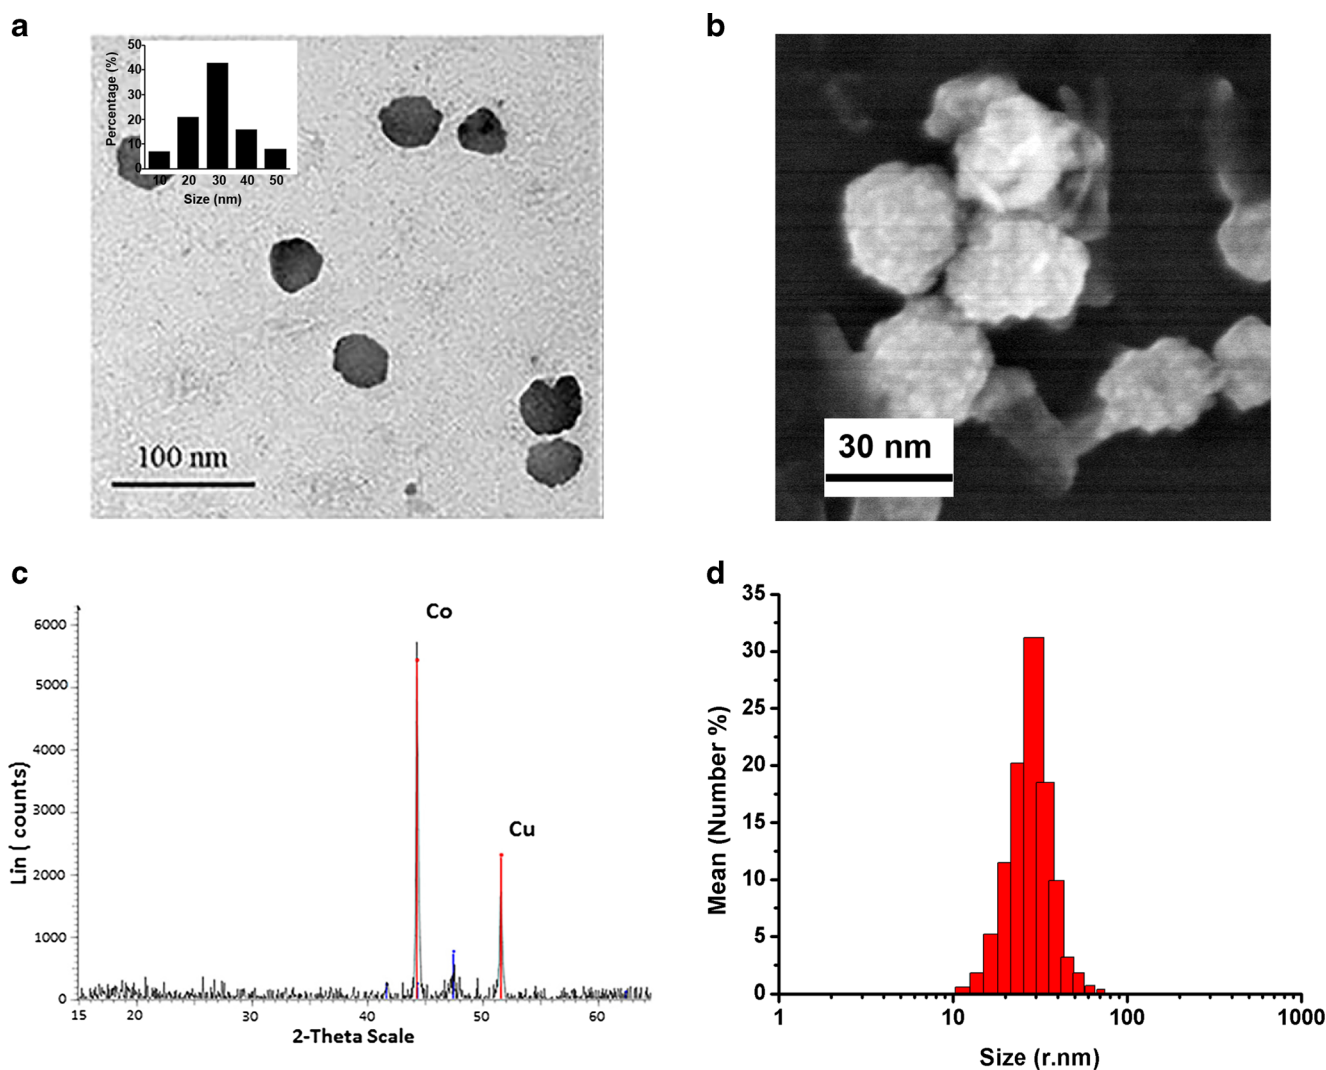 a
50
40
30
20
10
0
Percentage (%)
10 20 30 40 50
Size (nm)
100 nm
b
30 nm
c
6000
5000
4000
3000
2000
1000
0
Lin ( counts)
Co
Cu
15 20 30 40 50 60
2-Theta Scale
d
35
30
25
20
15
10
5
0
Mean (Number %)
1 10 100 1000
Size (r.nm)